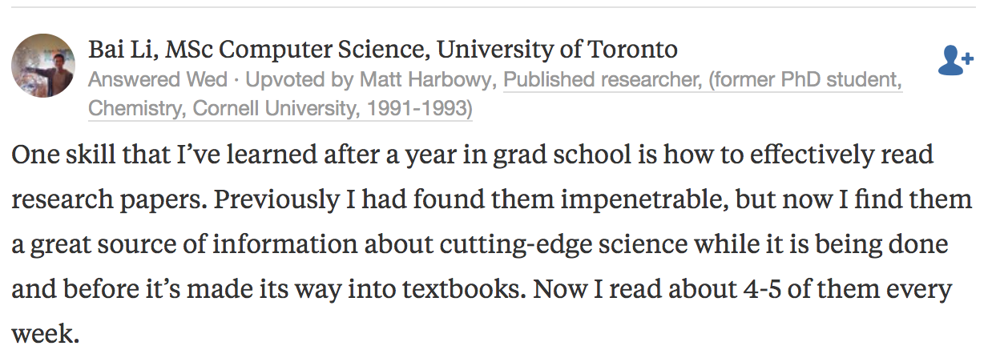 Bai Li, MSc Computer Science, University of Toronto
Answered Wed · Upvoted by Matt Harbowy, Published researcher, (former PhD student,
Chemistry, Cornell University, 1991-1993)
One skill that I’ve learned after a year in grad school is how to effectively read
research papers. Previously I had found them impenetrable, but now I find them
a great source of information about cutting-edge science while it is being done
and before it’s made its way into textbooks. Now I read about 4-5 of them every
week.